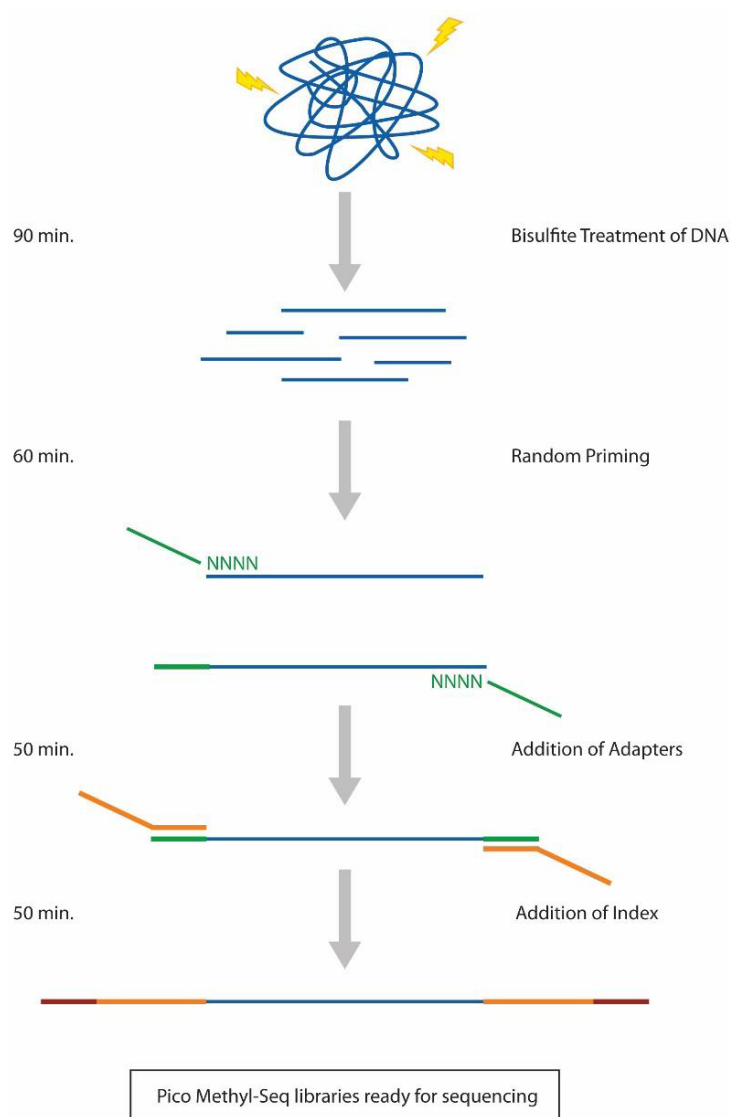 90 min.
Bisulfite Treatment of DNA
60 min.
Random Priming
NNNN
NNNN
50 min.
Addition of Adapters
50 min.
Addition of Index
Pico Methyl-Seq libraries ready for sequencing